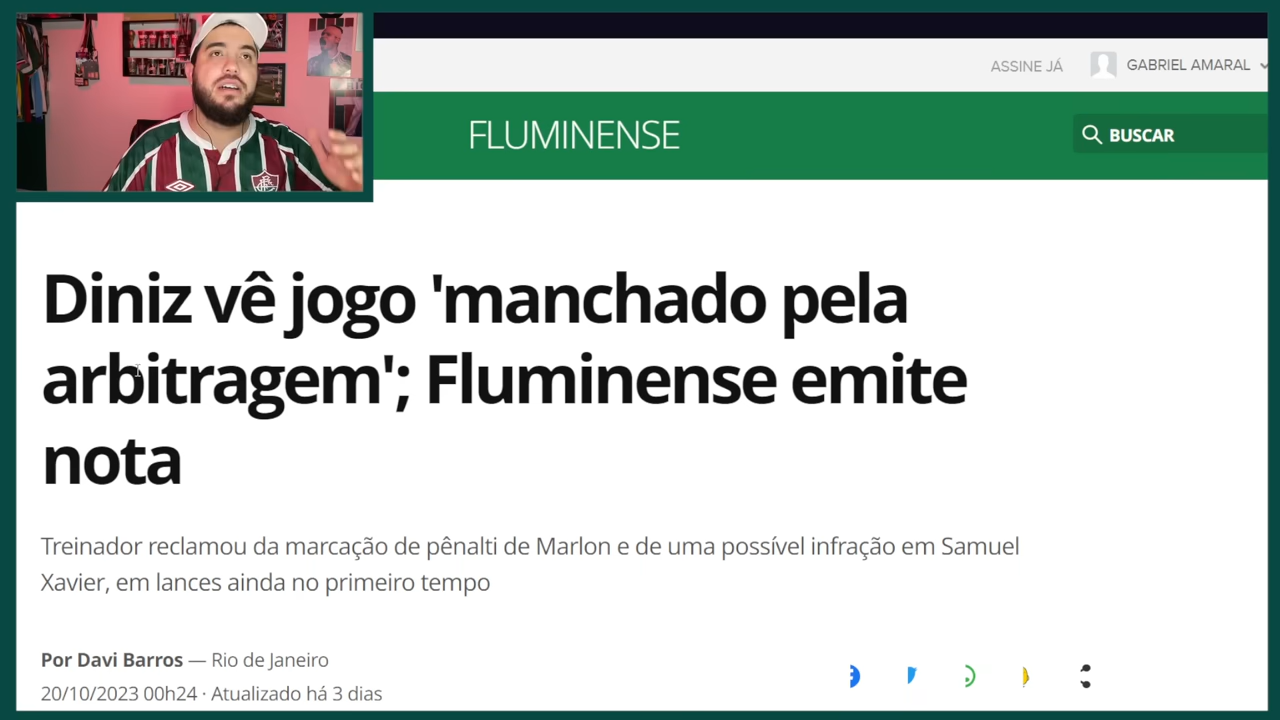 ASSINE JÁ
GABRIEL AMARAL
FLUMINENSE
BUSCAR
Diniz vê jogo 'manchado pela
arbitragem'; Fluminense emite
nota
Treinador reclamou da marcação de pênalti de Marlon e de uma possível infração em Samuel
Xavier, em lances ainda no primeiro tempo
Por Davi Barros — Rio de Janeiro
20/10/2023 00h24 · Atualizado há 3 dias